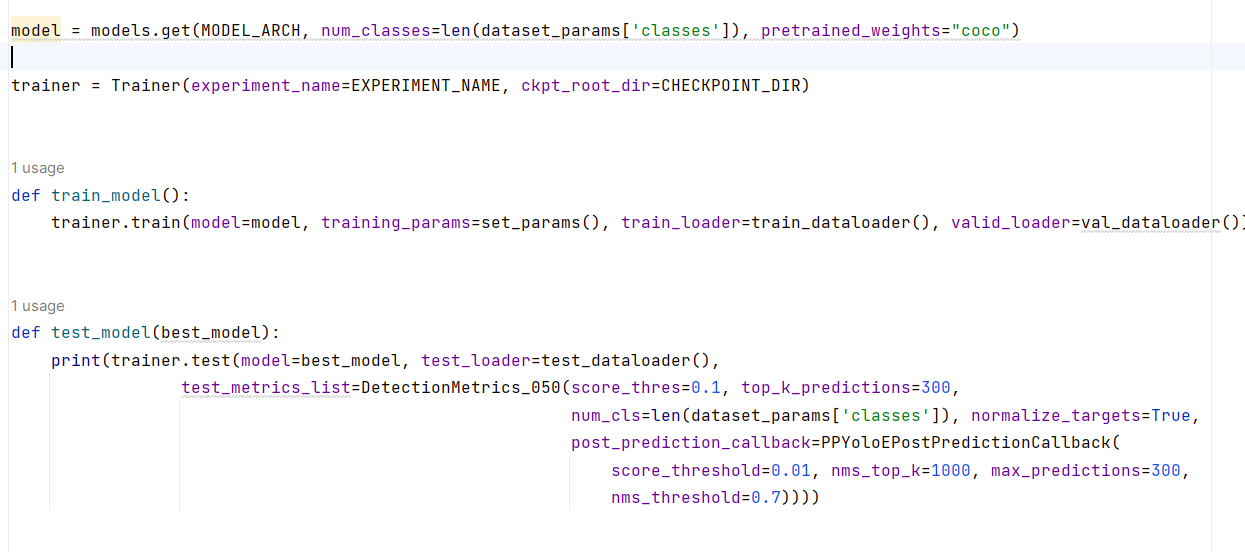 model = models.get(MODEL_ARCH, num_classes=len(dataset_params['classes']), pretrained_weights="coco")
trainer = Trainer(experiment_name=EXPERIMENT_NAME, ckpt_root_dir=CHECKPOINT_DIR)
1 usage
def train_model():
    trainer.train(model=model, training_params=set_params(), train_loader=train_dataloader(), valid_loader=val_dataloader())
1 usage
def test_model(best_model):
    print(trainer.test(model=best_model, test_loader=test_dataloader(),
                 test_metrics_list=DetectionMetrics_050(score_thres=0.1, top_k_predictions=300,
                                                        num_cls=len(dataset_params['classes']), normalize_targets=True,
                                                        post_prediction_callback=PPYoloEPostPredictionCallback(
                                                            score_threshold=0.01, nms_top_k=1000, max_predictions=300,
                                                            nms_threshold=0.7))))